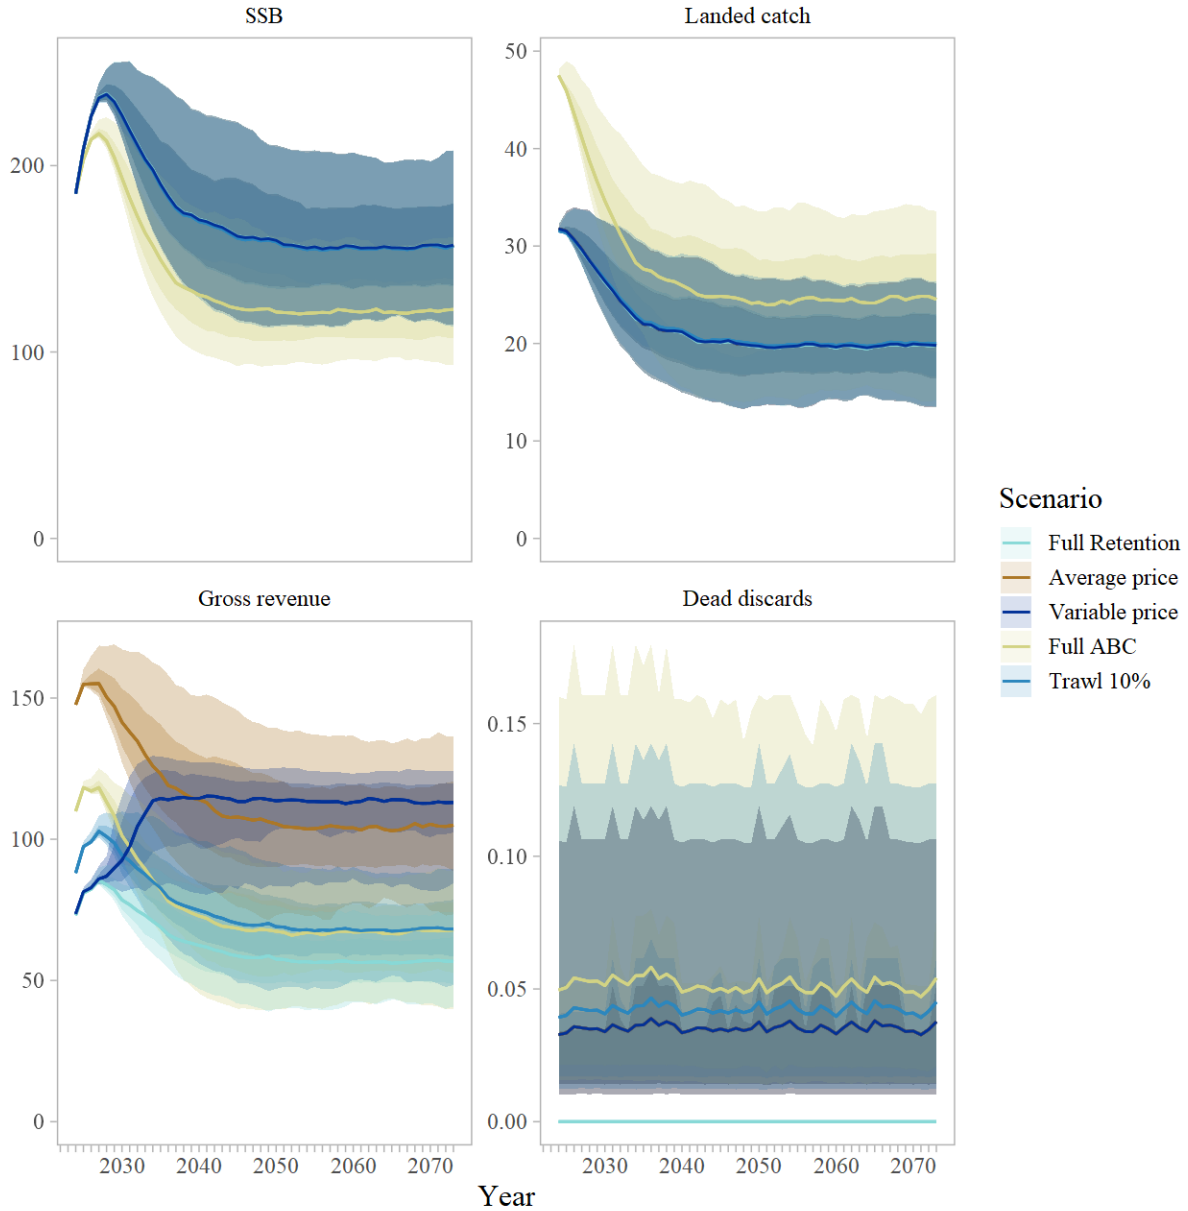 SSB
Landed catch
200
100
0
50
40
30
20
10
0
Gross revenue
Dead discards
150
100
50
0
0.15
0.10
0.05
0.00
2030 2040 2050 2060 2070
2030 2040 2050 2060 2070
Year
Scenario
Full Retention
Average price
Variable price
Full ABC
Trawl 10%